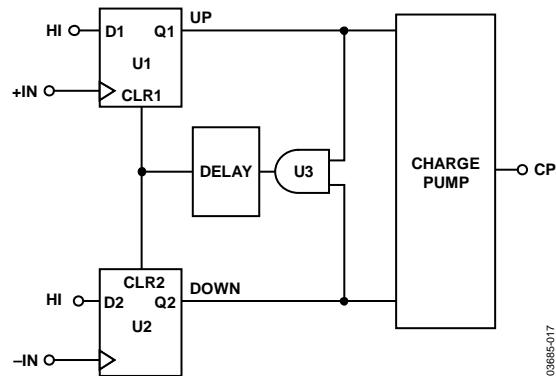 UP
HI D1 Q1
U1
+IN
CLR1
DELAY U3
CHARGE
PUMP
CP
CLR2
DOWN
HI D2 Q2
U2
–IN
03685-017